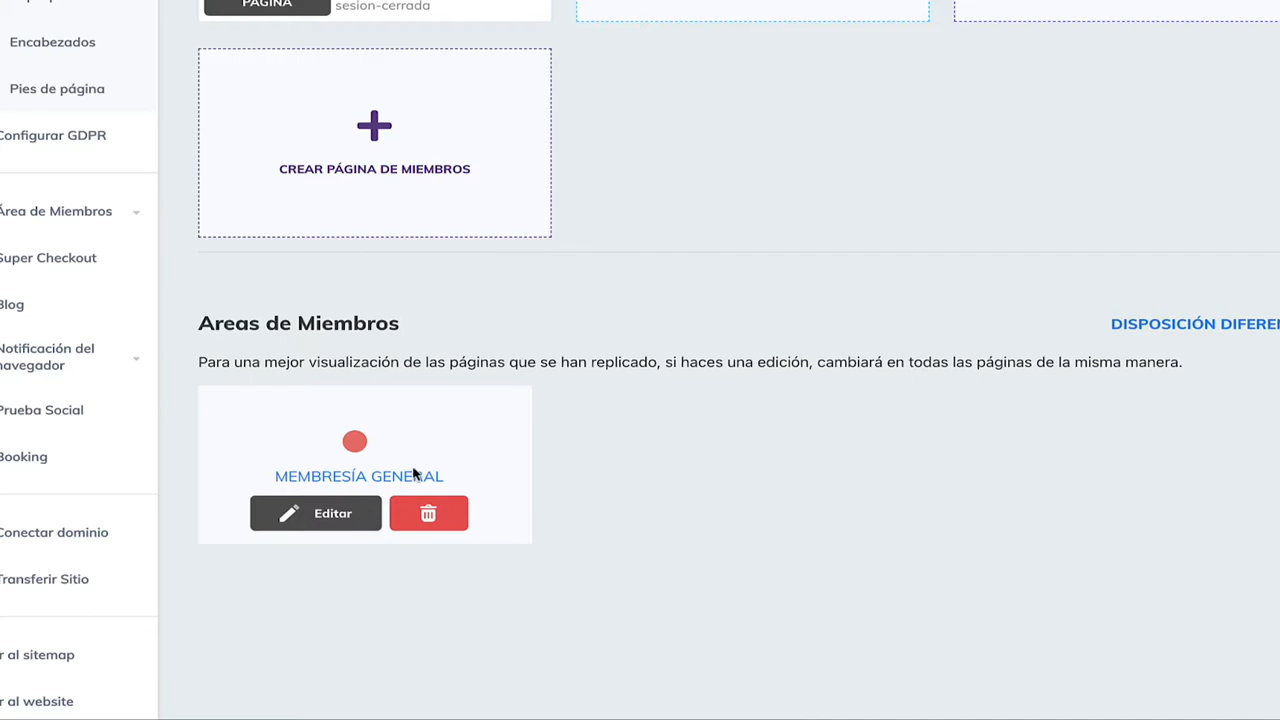 PÁGINA
sesion-cerrada
Encabezados
Pies de página
Configurar GDPR
Área de Miembros
Super Checkout
Blog
Notificación del
navegador
Prueba Social
Booking
Conectar dominio
Transferir Sitio
r al sitemap
r al website
CREAR PÁGINA DE MIEMBROS
Areas de Miembros
DISPOSICIÓN DIFERE
Para una mejor visualización de las páginas que se han replicado, si haces una edición, cambiará en todas las páginas de la misma manera.
MEMBRESÍA GENERAL
Editar